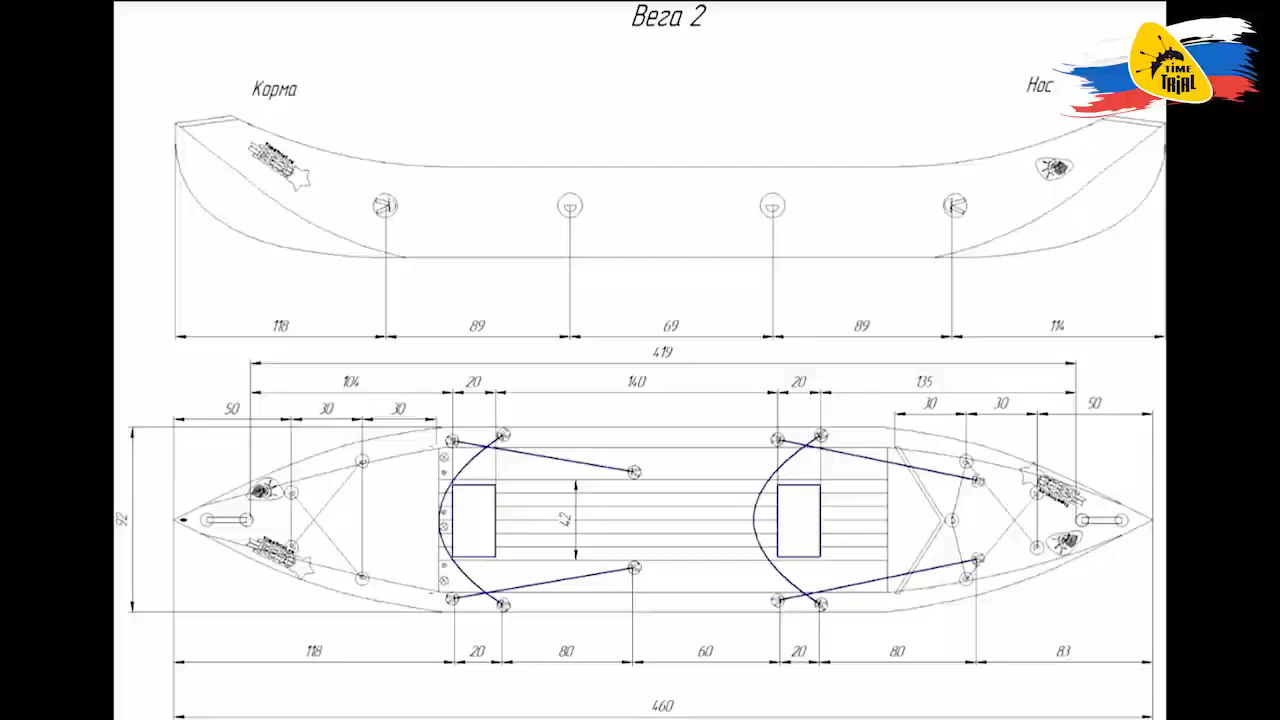 Вега 2
TiME
TRiAL
Корма
Нос
118 89 69 89 114
419
104 20 140 20 135
50 30 30 30 30 50
92
42
118 20 80 60 20 80 83
460